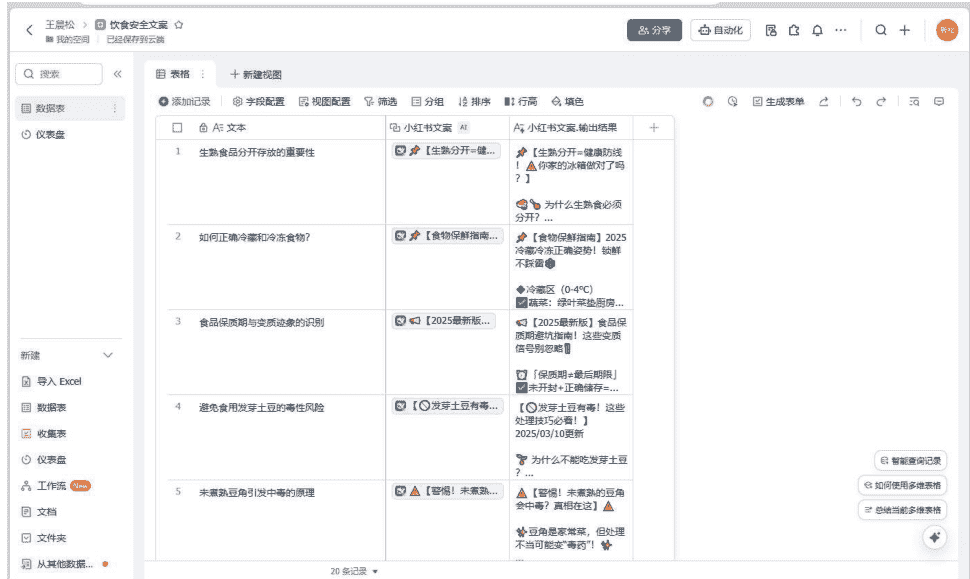 王晨松 > 饮食安全文案
我的空间 已经保存到云端
分享
自动化
搜索
数据表
仪表盘
表格
新建视图
添加记录 字段配置 视图配置 筛选 分组 排序 行高 填色
生成表单
文本
小红书文案 AI
小红书文案.输出结果
1
生熟食品分开存放的重要性
📌【生熟分开=健...
📌【生熟分开=健康防线
!⚠️你家的冰箱做对了吗
?】
为什么生熟食必须
分开? ...
2
如何正确冷藏和冷冻食物?
📌【食物保鲜指南...
📌【食物保鲜指南】2025
冷藏冷冻正确姿势!锁鲜
不踩雷
◆冷藏区(0-4°C)
✅蔬菜:绿叶菜垫厨房...
3
食品保质期与变质迹象的识别
📢【2025最新版...
📢【2025最新版】食品保
质期避坑指南!这些变质
信号别忽略
⏰「保质期≠最后期限」
✅未开封+正确储存=...
4
避免食用发芽土豆的毒性风险
【🚫发芽土豆有毒...
【🚫发芽土豆有毒!这些
处理技巧必看!】
2025/03/10更新
为什么不能吃发芽土豆
? ...
5
未煮熟豆角引发中毒的原理
⚠️【警惕!未煮熟...
⚠️【警惕!未煮熟的豆角
会中毒?真相在这】⚠️
豆角是家常菜,但处理
不当可能变“毒药”!
...
新建
导入 Excel
数据表
收集表
仪表盘
工作流 New
文档
文件夹
从其他数据...
智能查询记录
如何使用多维表格
总结当前多维表格
20 条记录